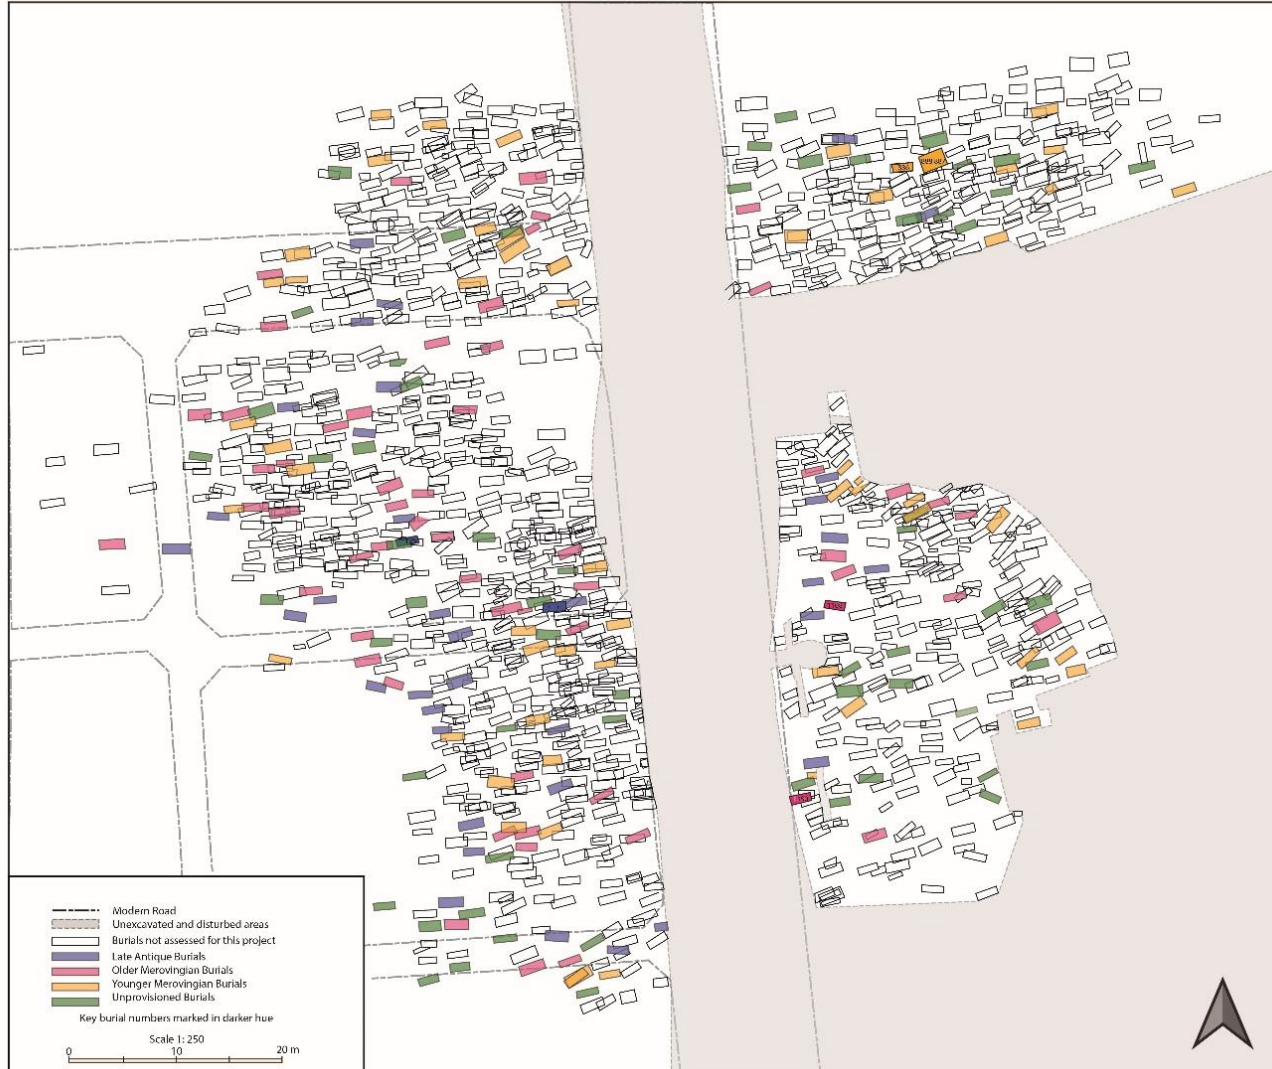 Modern Road
Unexcavated and disturbed areas
Burials not assessed for this project
Late Antique Burials
Older Merovingian Burials
Younger Merovingian Burials
Unprovisioned Burials
Key burial numbers marked in darker hue
Scale 1: 250
0 10 20 m